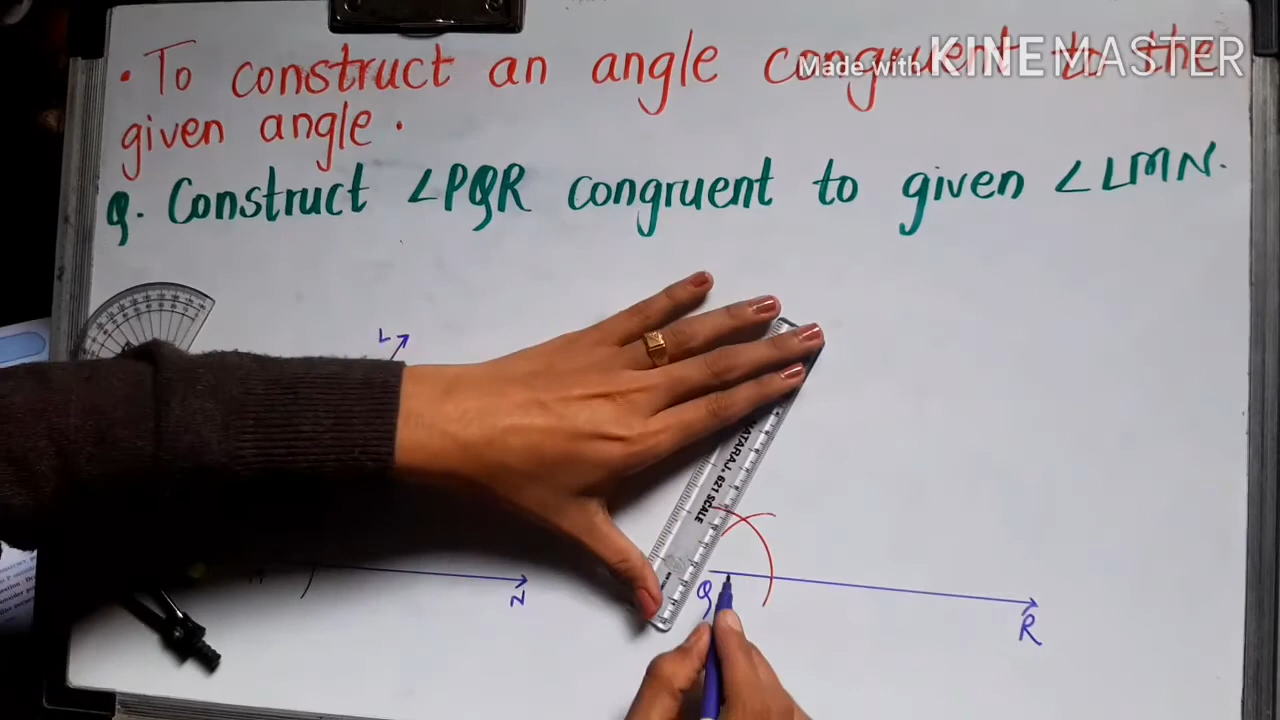 • To construct an angle congruent to the
Made with KINEMASTER
given angle.
Q. Construct ∠PQR congruent to given ∠LMN.
L
NATARAJ. 621 SCALE
N
Q
R